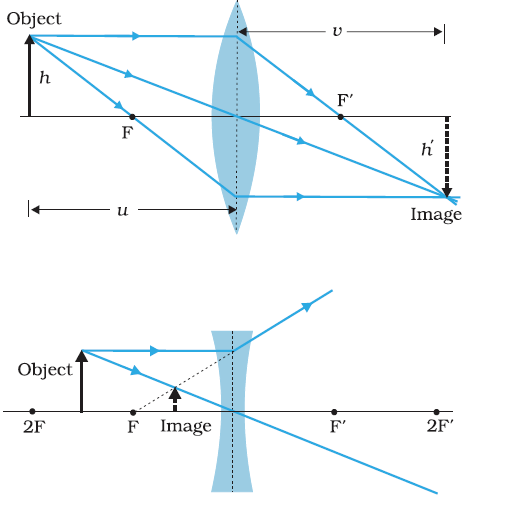 Object
v
h
F′
F
h′
u
Image
Object
Image
2F
F
F′
2F′